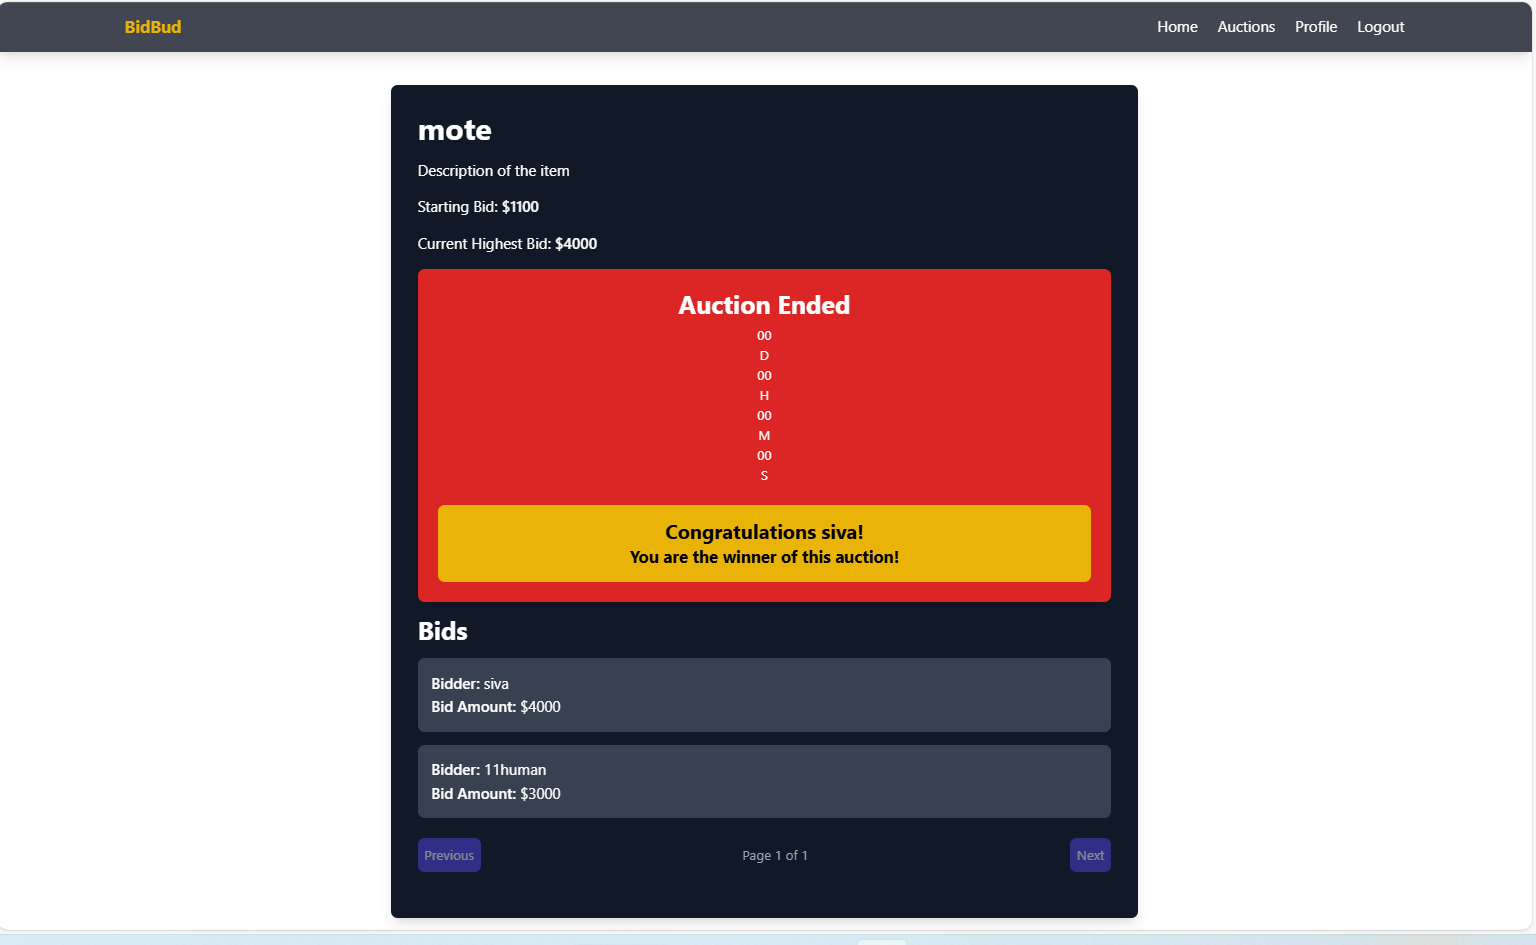 BidBud
Home Auctions Profile Logout
mote
Description of the item
Starting Bid: $1100
Current Highest Bid: $4000
Auction Ended
00
D
00
H
00
M
00
S
Congratulations siva!
You are the winner of this auction!
Bids
Bidder: siva
Bid Amount: $4000
Bidder: 11human
Bid Amount: $3000
Previous Page 1 of 1 Next